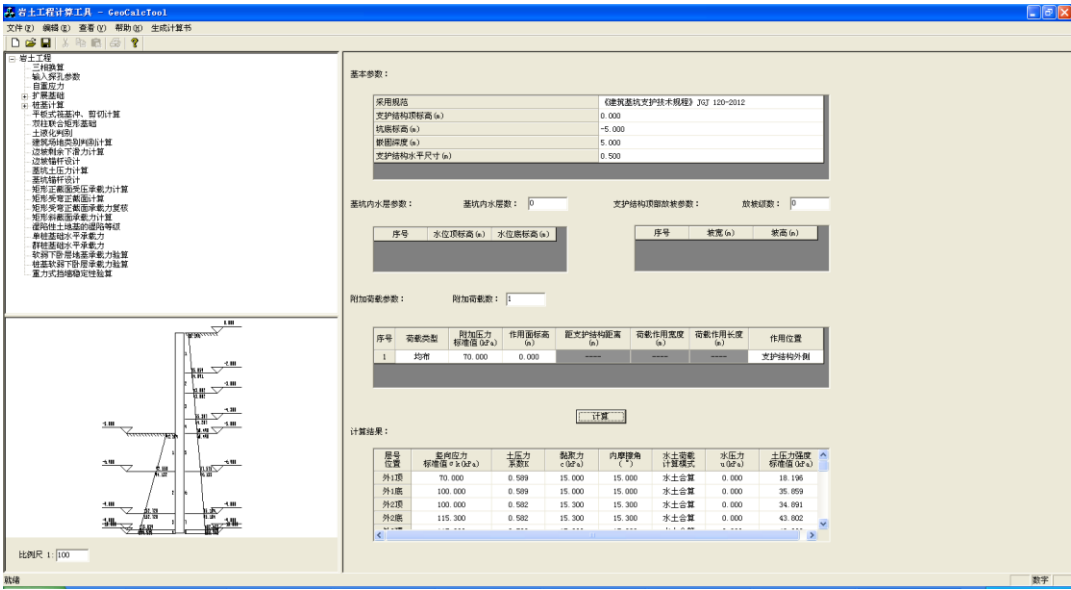 岩土工程计算工具 - GeoCalcTool
文件(F) 编辑(E) 查看(V) 帮助(H) 生成计算书
岩土工程
三相换算
输入探孔参数
自重应力
扩展基础
桩基计算
平板式筏基冲、剪切计算
双柱联合矩形基础
土液化判别
建筑场地类别判别计算
边坡剩余下滑力计算
边坡锚杆设计
基坑土压力计算
基坑锚杆设计
矩形正截面受压承载力计算
矩形受弯正截面计算
矩形受弯正截面承载力复核
矩形斜截面承载力计算
湿陷性土地基的湿陷等级
单桩基础水平承载力
群桩基础水平承载力
软弱下卧层地基承载力验算
桩基软弱下卧层承载力验算
重力式挡墙稳定性验算
比例尺 1: 100
基本参数：
采用规范 《建筑基坑支护技术规程》JGJ 120-2012
支护结构顶标高(m) 0.000
坑底标高(m) -5.000
嵌固深度(m) 5.000
支护结构水平尺寸(m) 0.500
基坑内水层参数： 基坑内水层数： 0 支护结构顶部放坡参数： 放坡级数： 0
序号 水位顶标高(m) 水位底标高(m) 序号 坡宽(m) 坡高(m)
附加荷载参数： 附加荷载数： 1
序号 荷载类型 附加压力标准值(kPa) 作用面标高(m) 距支护结构距离(m) 荷载作用宽度(m) 荷载作用长度(m) 作用位置
1 均布 70.000 0.000 ---- ---- ---- 支护结构外侧
计算
计算结果：
层号位置 竖向应力标准值σk(kPa) 土压力系数K 黏聚力c(kPa) 内摩擦角(°) 水土荷载计算模式 水压力u(kPa) 土压力强度标准值(kPa)
外1顶 70.000 0.589 15.000 15.000 水土合算 0.000 18.196
外1底 100.000 0.589 15.000 15.000 水土合算 0.000 35.859
外2顶 100.000 0.582 15.300 15.300 水土合算 0.000 34.891
外2底 115.300 0.582 15.300 15.300 水土合算 0.000 43.802
就绪 数字